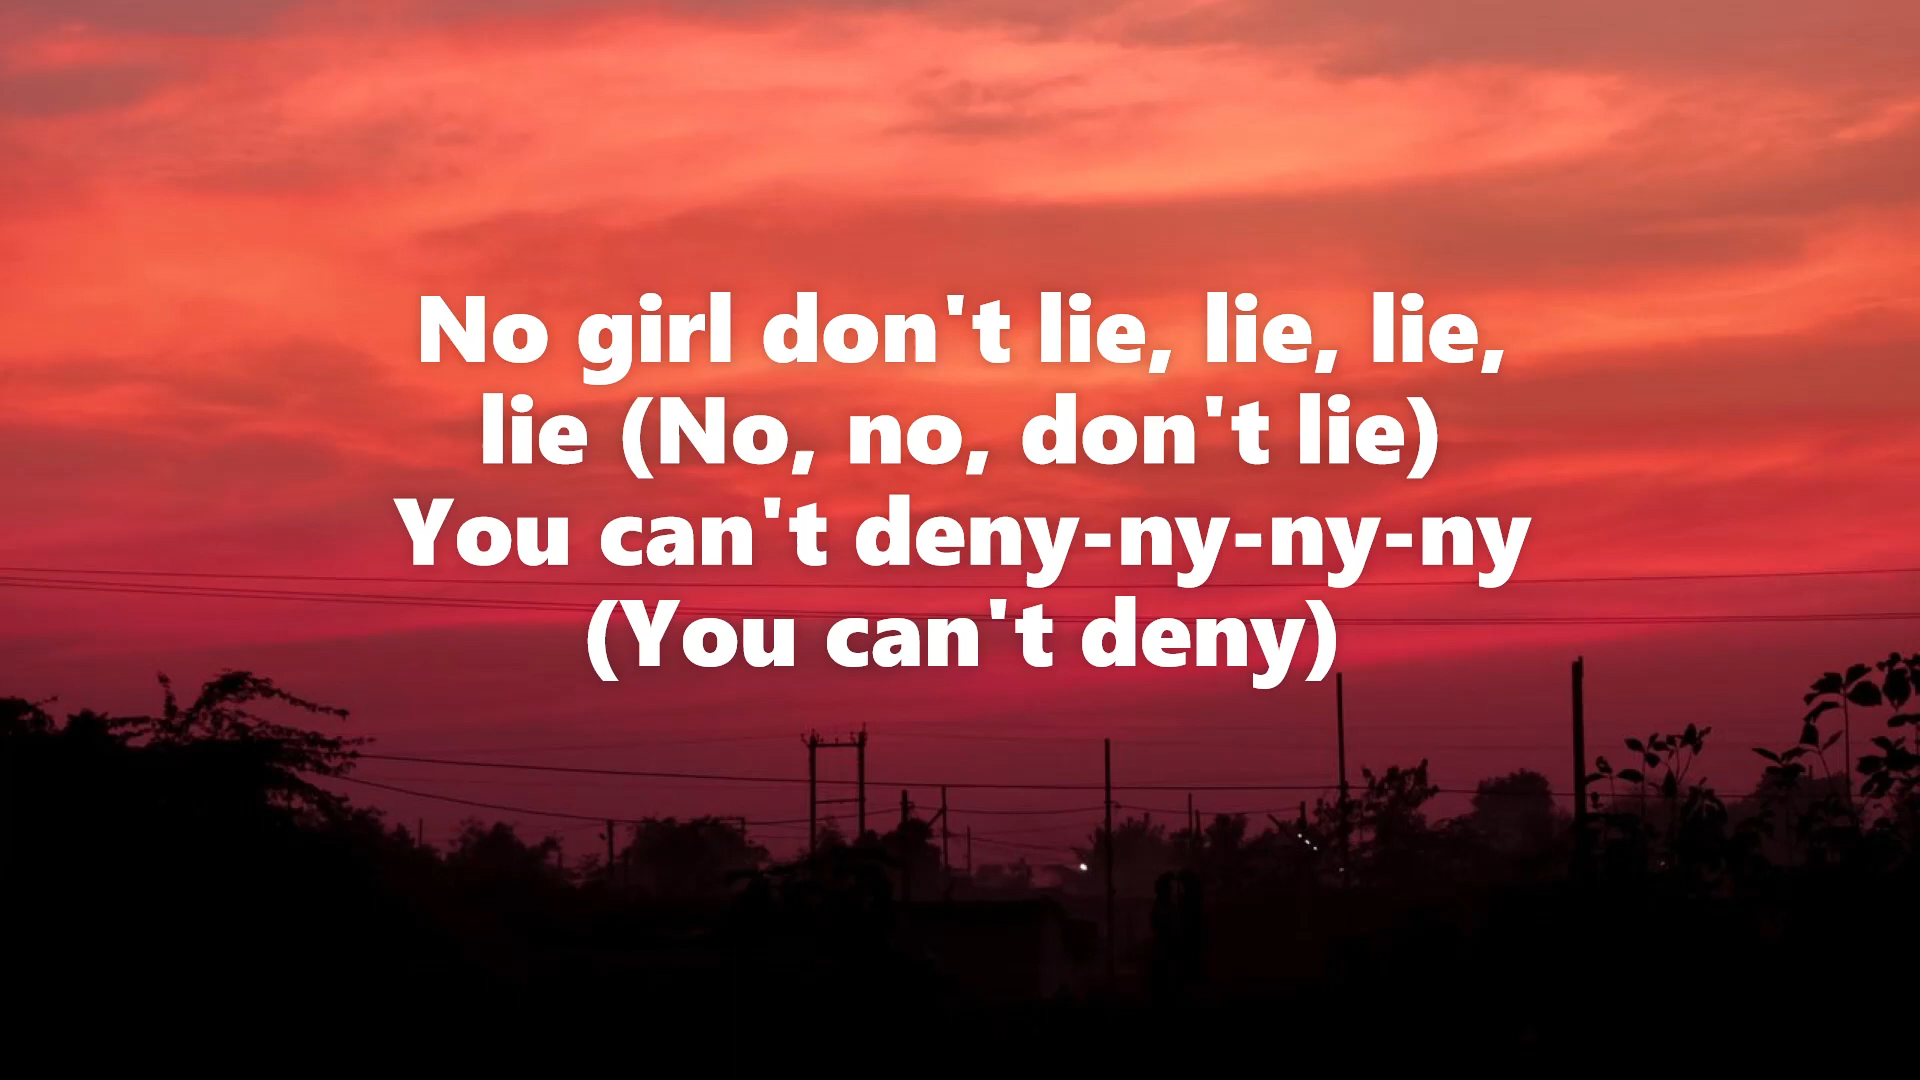 No girl don't lie, lie, lie,
lie (No, no, don't lie)
You can't deny-ny-ny-ny
(You can't deny)